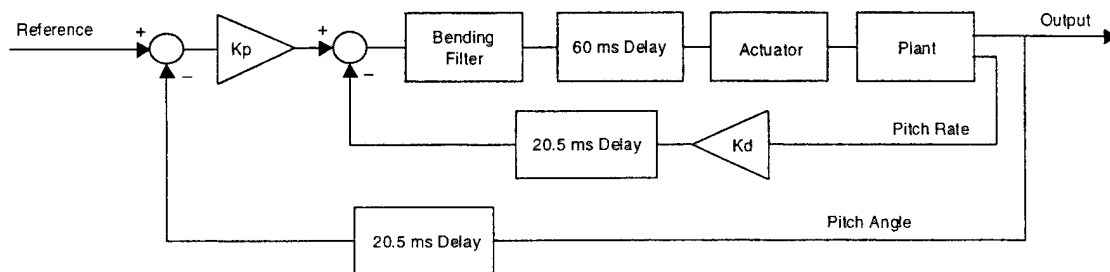 Reference
+
−
Kp
+
−
Bending
Filter
60 ms Delay
Actuator
Plant
Output
20.5 ms Delay
Kd
Pitch Rate
20.5 ms Delay
Pitch Angle